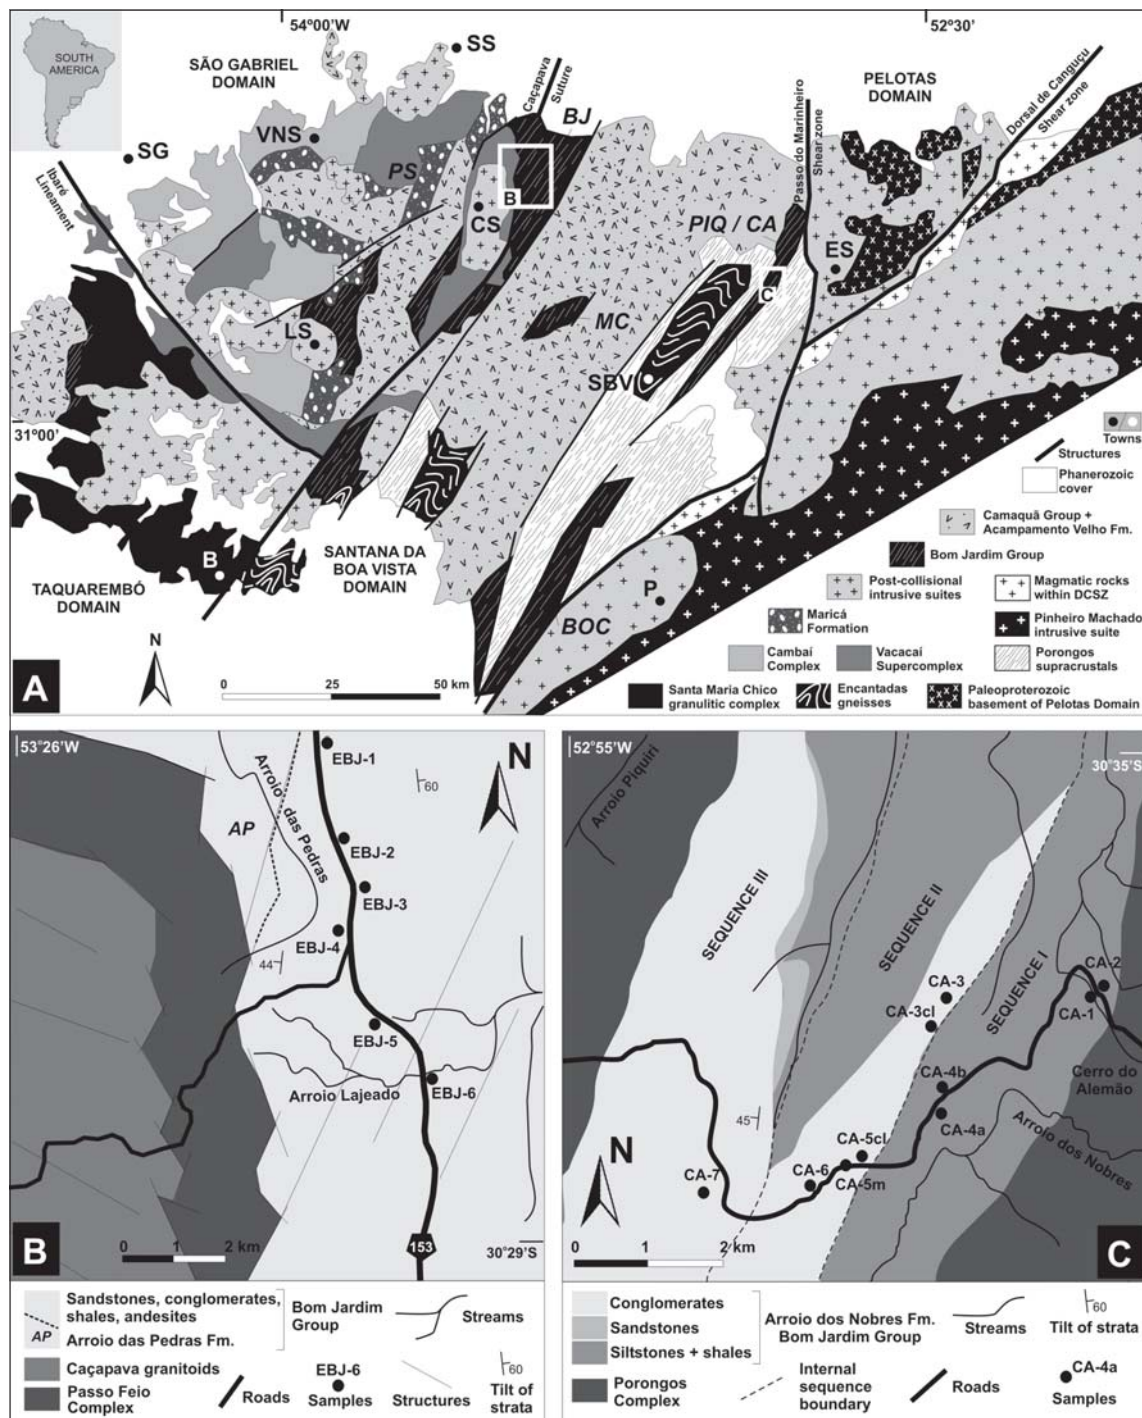 54°00'W
52°30'
SOUTH
AMERICA
SÃO GABRIEL
DOMAIN
SS
Caçapava
Suture
BJ
PELOTAS
DOMAIN
Dorsal de Canguçu
Shear zone
Passo do Marinheiro
Shear zone
VNS
SG
PS
Ibaré
Lineament
B
CS
PIQ / CA
ES
C
MC
LS
SBV
31°00'
Towns
Structures
Phanerozoic
cover
Camaquã Group +
Acampamento Velho Fm.
Bom Jardim Group
SANTANA DA
BOA VISTA
DOMAIN
B
TAQUAREMBÓ
DOMAIN
P
BOC
Post-collisional
intrusive suites
Magmatic rocks
within DCSZ
Maricá
Formation
Pinheiro Machado
intrusive suite
Cambaí
Complex
Vacacai
Supercomplex
Porongos
supracrustals
Santa Maria Chico
granulitic complex
Encantadas
gneisses
Paleoproterozoic
basement of Pelotas Domain
N
A
0 25 50 km
53°26'W
N
EBJ-1
60
Arroio das Pedras
AP
EBJ-2
EBJ-3
EBJ-4
44
EBJ-5
EBJ-6
Arroio Lajeado
B
0 1 2 km
153
30°29'S
Sandstones, conglomerates,
shales, andesites
AP Arroio das Pedras Fm.
Bom Jardim
Group
Streams
Caçapava granitoids
Passo Feio
Complex
Roads
EBJ-6
Samples
Structures
60
Tilt of
strata
52°55'W
30°35'S
Arroio Piquiri
SEQUENCE III
SEQUENCE II
SEQUENCE I
CA-3
CA-3cl
CA-2
CA-1
CA-4b
CA-4a
Cerro do
Alemão
Arroio dos Nobres
45
CA-5cl
CA-5m
CA-6
CA-7
N
0 1 2 km
C
Conglomerates
Sandstones
Siltstones + shales
Arroio dos Nobres Fm.
Bom Jardim Group
Streams
60
Tilt of strata
Porongos
Complex
Internal
sequence
boundary
Roads
CA-4a
Samples